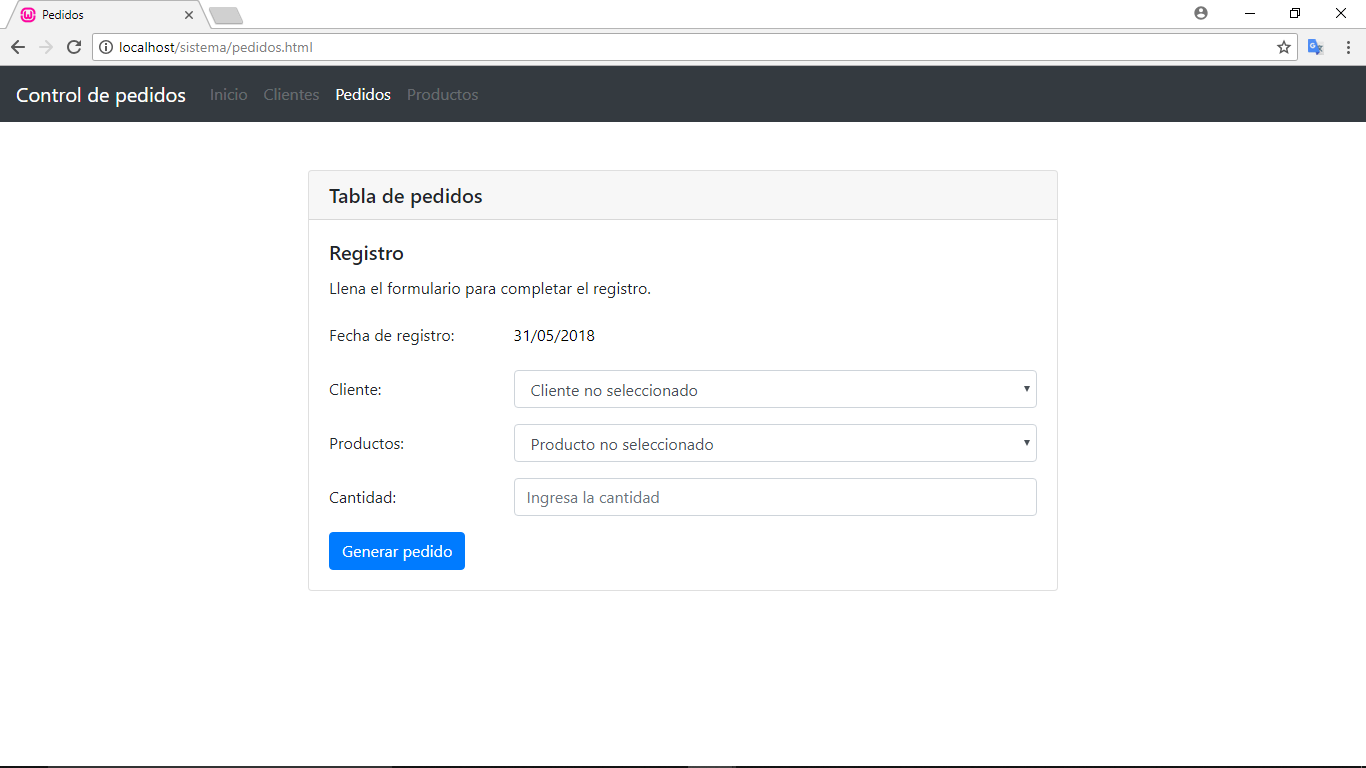 Pedidos
localhost/sistema/pedidos.html
Control de pedidos Inicio Clientes Pedidos Productos
Tabla de pedidos
Registro
Llena el formulario para completar el registro.
Fecha de registro: 31/05/2018
Cliente: Cliente no seleccionado
Productos: Producto no seleccionado
Cantidad: Ingresa la cantidad
Generar pedido